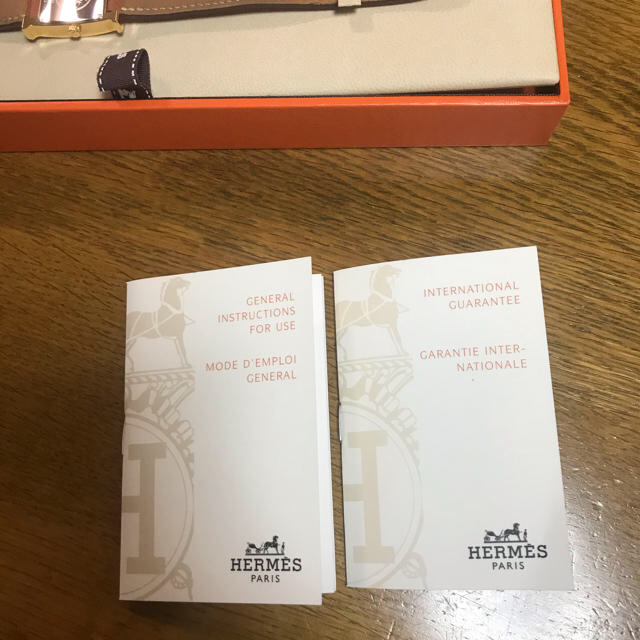 GENERAL
INSTRUCTIONS
FOR USE
MODE D'EMPLOI
GENERAL
HERMÈS
PARIS
INTERNATIONAL
GUARANTEE
GARANTIE INTER-
NATIONALE
HERMÈS
PARIS